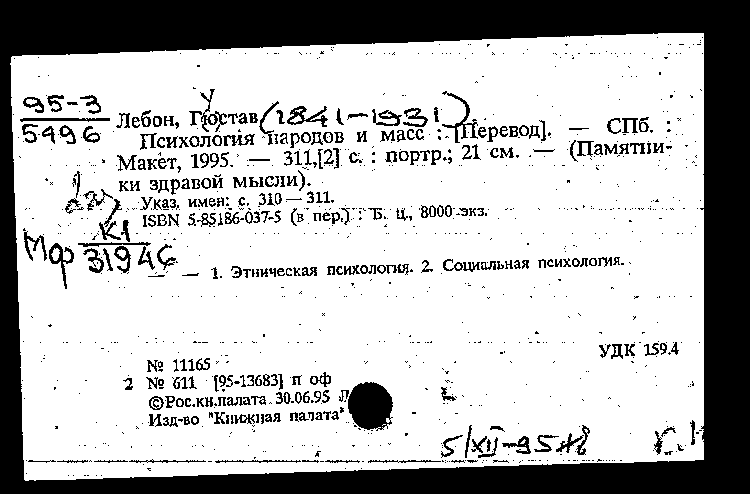 95-3
5496
у
Лебон, Гюстав (1841-1931)
Психология народов и масс : [Перевод]. — СПб. :
Макет, 1995. — 311,[2] с. : портр.; 21 см. — (Памятни-
ки здравой мысли).
Указ. имен: с. 310 — 311.
ISBN 5-85186-037-5 (в пер.) : Б. ц., 8000 экз.
К1
Мф 31946
— — 1. Этническая психология. 2. Социальная психология.
УДК 159.4
№ 11165
2 № 611 [95-13683] п оф
©Рос.кн.палата 30.06.95
Изд-во "Книжная палата"
5/XII-95